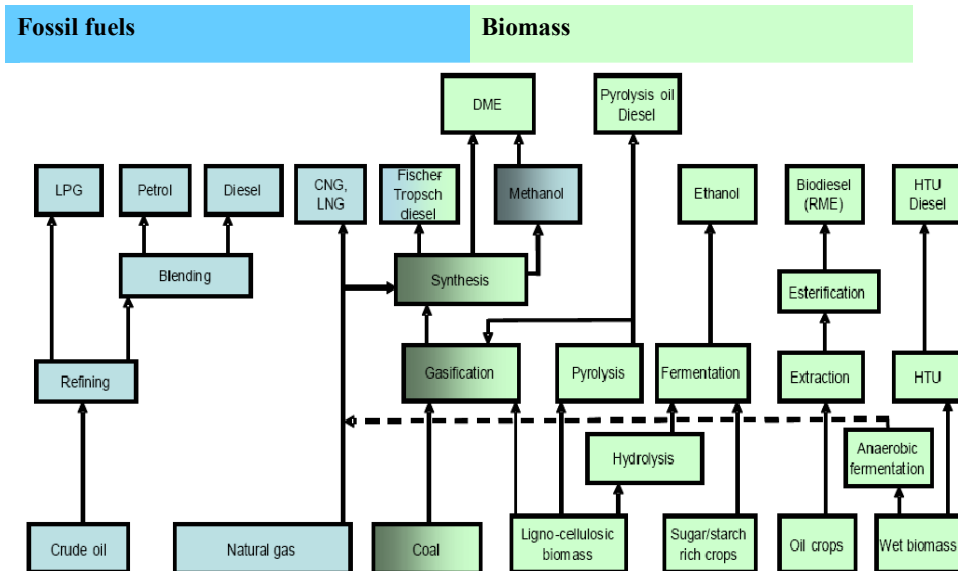 Fossil fuels
Biomass
DME
Pyrolysis oil
Diesel
LPG
Petrol
Diesel
CNG,
LNG
Fischer-
Tropsch
diesel
Methanol
Ethanol
Biodiesel
(RME)
HTU
Diesel
Blending
Synthesis
Esterification
Refining
Gasification
Pyrolysis
Fermentation
Extraction
HTU
Hydrolysis
Anaerobic
fermentation
Crude oil
Natural gas
Coal
Ligno-cellulosic
biomass
Sugar/starch
rich crops
Oil crops
Wet biomass